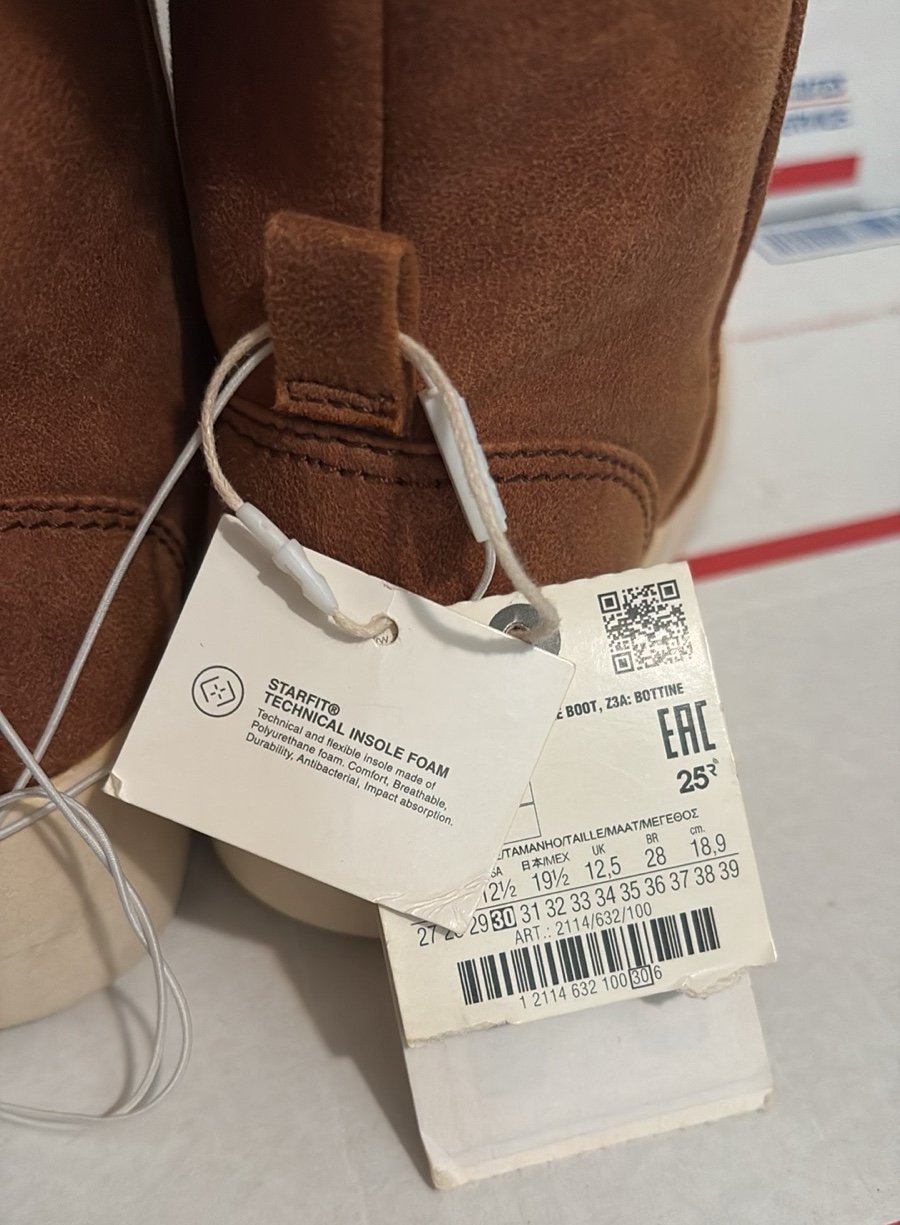 STARFIT®
TECHNICAL INSOLE FOAM
Technical and flexible insole made of
Polyurethane foam. Comfort, Breathable,
Durability, Antibacterial, Impact absorption.
E BOOT, Z3A: BOTTINE
EAC
25
/TAMANHO/TAILLE/MAAT/ΜΕΓΕΘΟΣ
SA 日本/MEX UK BR cm.
12½ 19½ 12,5 28 18,9
27 28 29 30 31 32 33 34 35 36 37 38 39
ART.: 2114/632/100
1 2114 632 100 30 6